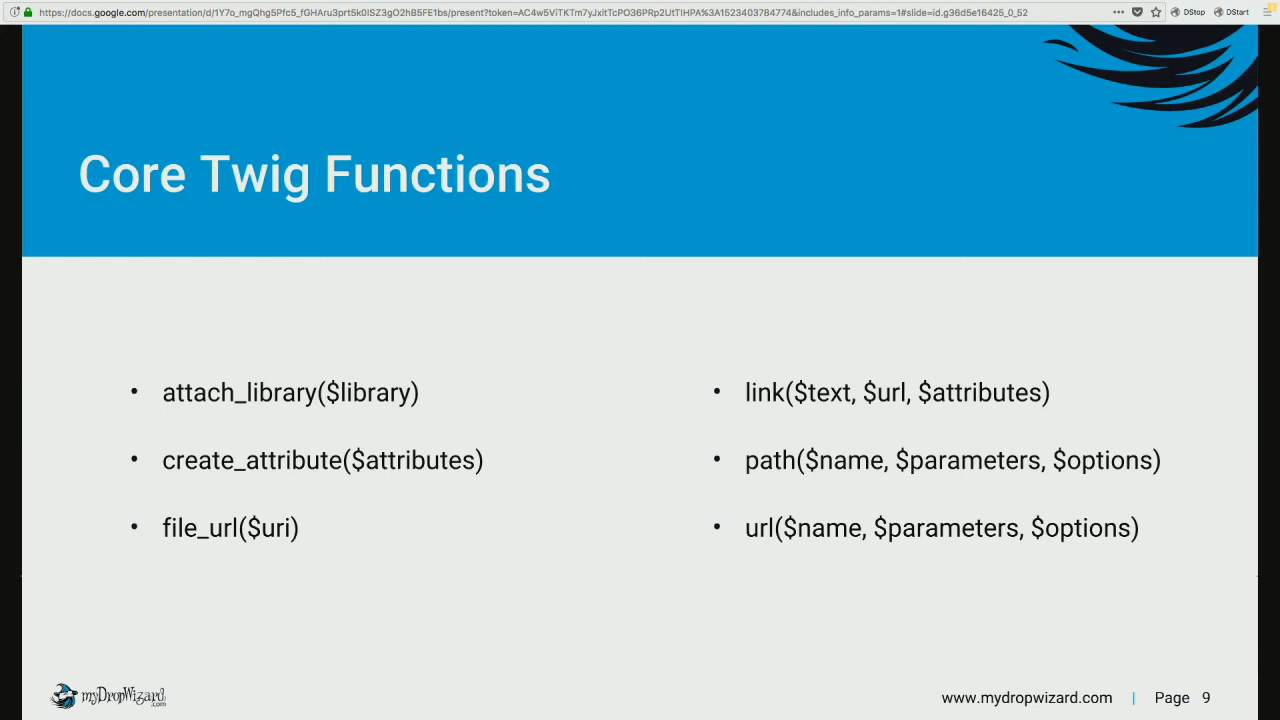 https://docs.google.com/presentation/d/1Y7o_mgQhg5Pfc5_fGHAru3prt5k0ISZ3gO2hB5FE1bs/present?token=AC4w5ViTKTm7yJxitTcPO36PRp2UtTIHPA%3A1523403784774&includes_info_params=1#slide=id.g36d5e16425_0_52
DStop
DStart
Core Twig Functions
• attach_library($library)
• create_attribute($attributes)
• file_url($uri)
• link($text, $url, $attributes)
• path($name, $parameters, $options)
• url($name, $parameters, $options)
myDropWizard
.com
www.mydropwizard.com | Page 9